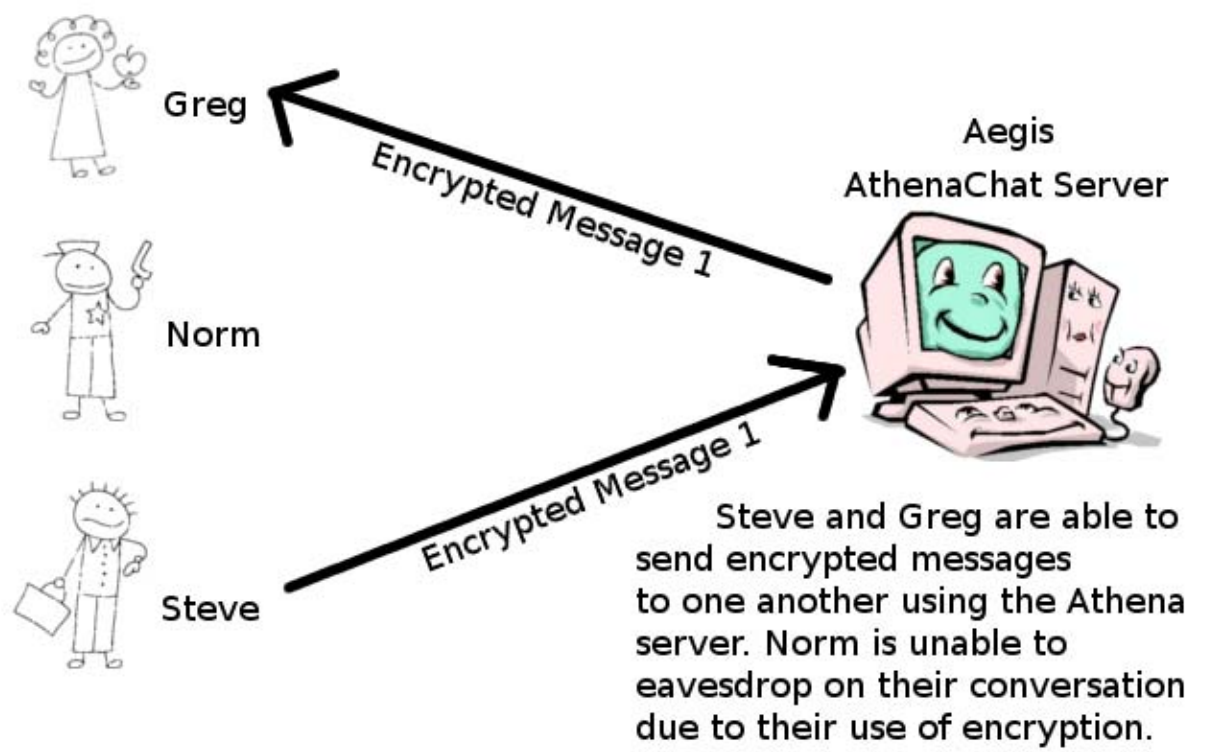 Greg
Encrypted Message 1
Aegis
AthenaChat Server
Norm
Encrypted Message 1
Steve
Steve and Greg are able to
send encrypted messages
to one another using the Athena
server. Norm is unable to
eavesdrop on their conversation
due to their use of encryption.